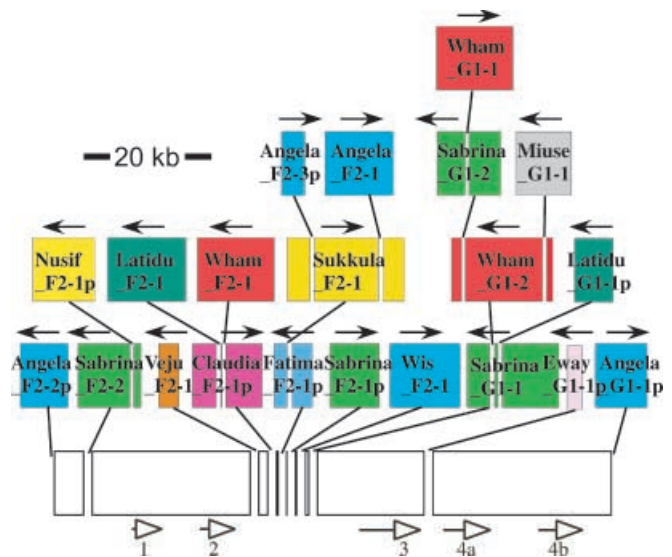 Wham
_G1-1
20 kb
Angela
_F2-3p
Angela
_F2-1
Sabrina
_G1-2
Miuse
_G1-1
Nusif
_F2-1p
Latidu
_F2-1
Wham
_F2-1
Sukkula
_F2-1
Wham
_G1-2
Latidu
_G1-1p
Angela
_F2-2p
Sabrina
_F2-2
Veju
_F2-1
Claudia
_F2-1p
Fatima
_F2-1p
Sabrina
_F2-1p
Wis
_F2-1
Sabrina
_G1-1
Eway
_G1-1p
Angela
_G1-1p
1 2 3 4a 4b